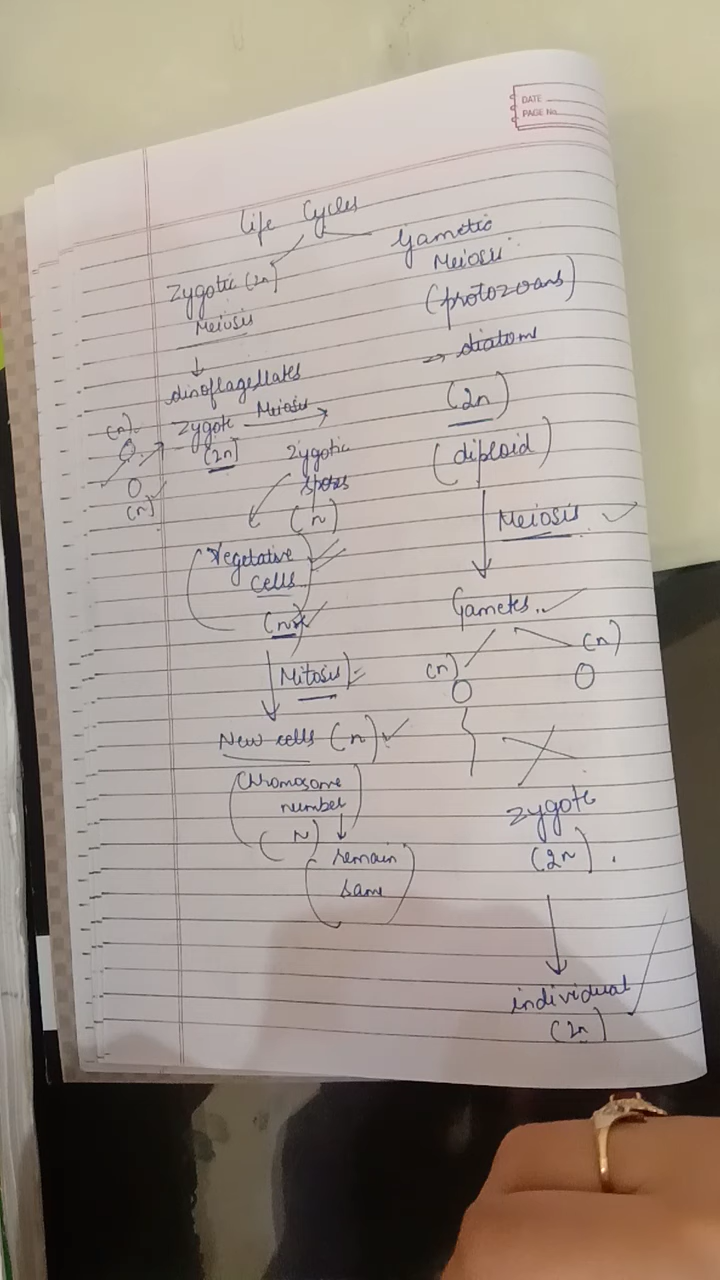 DATE
PAGE No.
Life Cycles
Zygotic (2n)
Meiosis
↓
dinoflagellates
(n)
(n)
Zygote Meiosis →
(2n)
Zygotic
spores
(n)
Vegetative
cells
(n)
Mitosis
New cells (n)
(Chromosome
number
(N)
remain
same
Gametic
Meiosis
(protozoans)
→ diatoms
(2n)
(diploid)
Meiosis
Gametes
(n)
(n)
zygote
(2n)
individual
(2n)